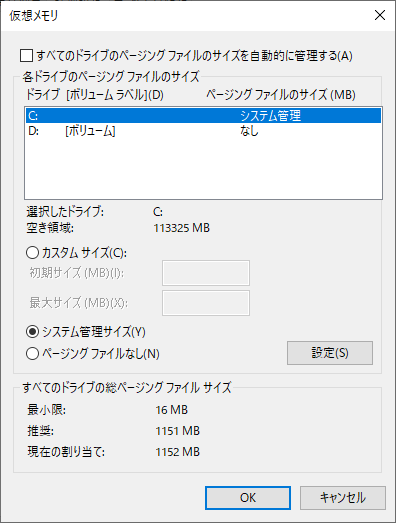 仮想メモリ
すべてのドライブのページング ファイルのサイズを自動的に管理する(A)
各ドライブのページング ファイルのサイズ
ドライブ [ボリューム ラベル](D) ページング ファイルのサイズ (MB)
C: システム管理
D: [ボリューム] なし
選択したドライブ: C:
空き領域: 113325 MB
カスタム サイズ(C):
初期サイズ (MB)(I):
最大サイズ (MB)(X):
システム管理サイズ(Y)
ページング ファイルなし(N) 設定(S)
すべてのドライブの総ページング ファイル サイズ
最小限: 16 MB
推奨: 1151 MB
現在の割り当て: 1152 MB
OK キャンセル